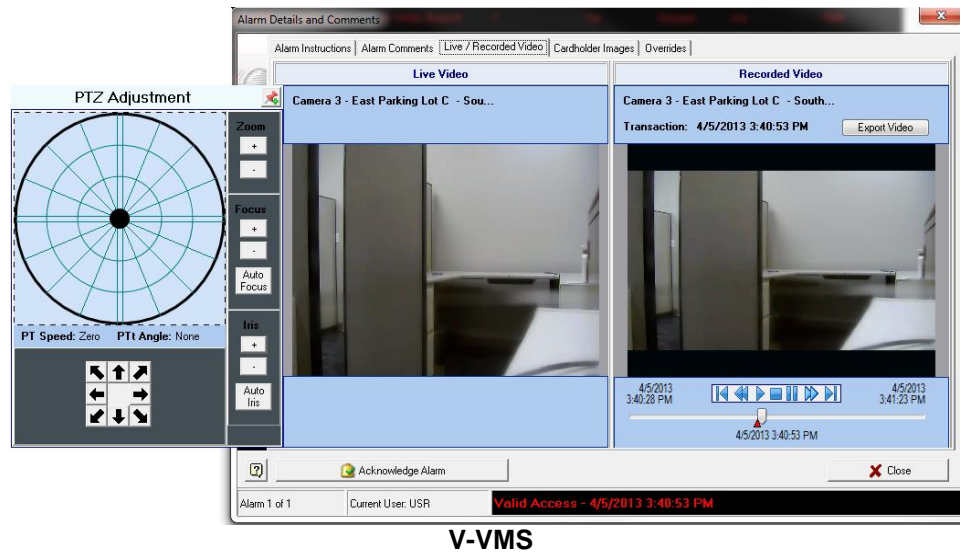 Alarm Details and Comments
Alarm Instructions Alarm Comments Live / Recorded Video Cardholder Images Overrides
Live Video
Recorded Video
PTZ Adjustment
Camera 3 - East Parking Lot C - Sou...
Camera 3 - East Parking Lot C - South...
Transaction: 4/5/2013 3:40:53 PM
Export Video
Zoom
+
-
Focus
+
-
Auto
Focus
Iris
+
-
Auto
Iris
PT Speed: Zero PTt Angle: None
4/5/2013
3:40:28 PM
4/5/2013
3:41:23 PM
4/5/2013 3:40:53 PM
Acknowledge Alarm
Close
Alarm 1 of 1
Current User: USR
Valid Access - 4/5/2013 3:40:53 PM
V-VMS